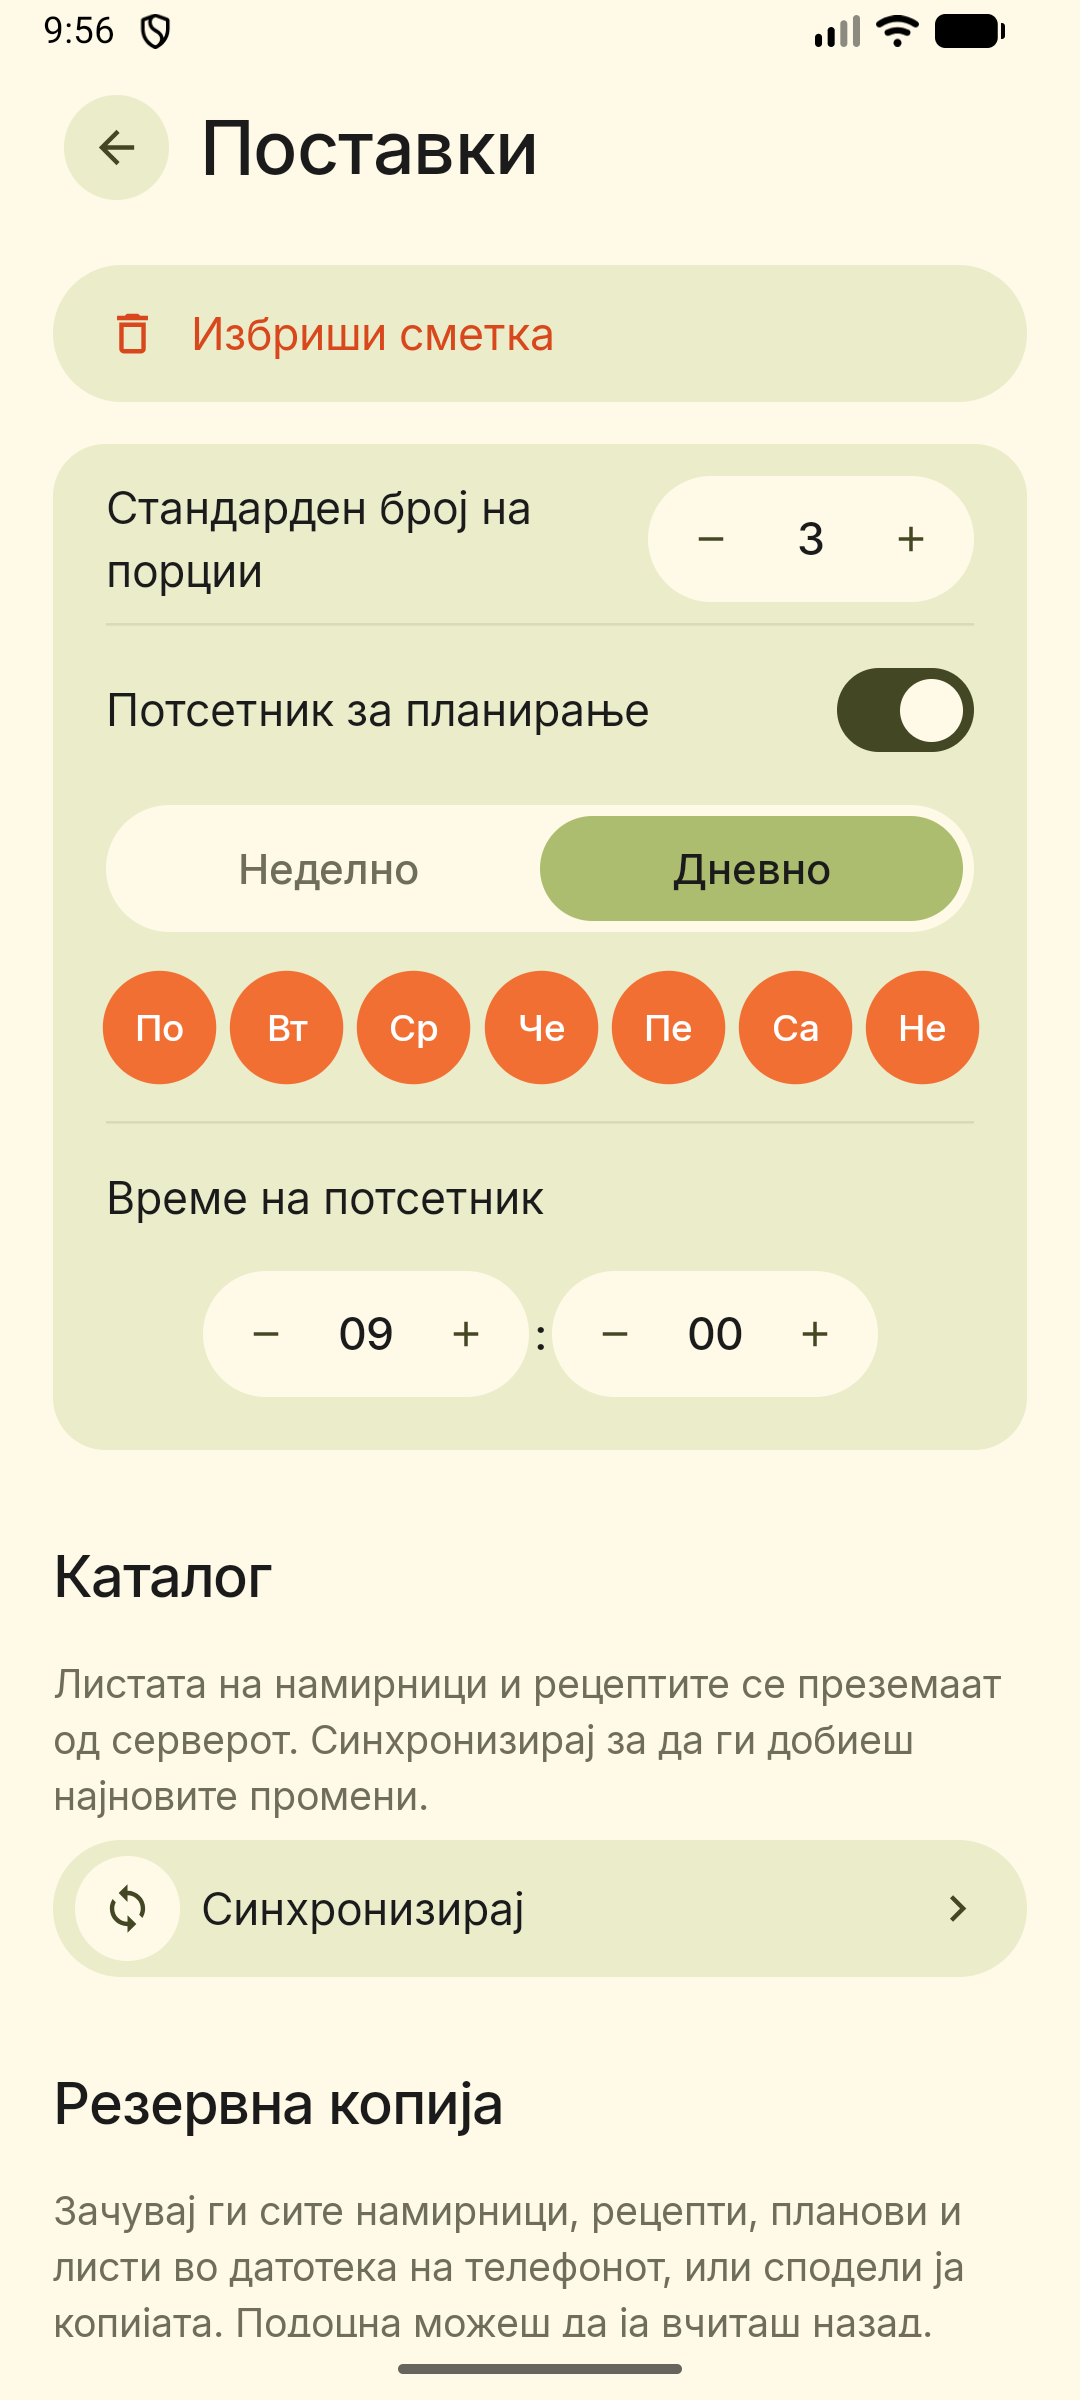 9:56
Поставки
Избриши сметка
Стандарден број на
порции
− 3 +
Потсетник за планирање
Неделно Дневно
По Вт Ср Че Пе Са Не
Време на потсетник
− 09 + : − 00 +
Каталог
Листата на намирници и рецептите се преземаат
од серверот. Синхронизирај за да ги добиеш
најновите промени.
Синхронизирај
Резервна копија
Зачувај ги сите намирници, рецепти, планови и
листи во датотека на телефонот, или сподели ја
копијата. Подоцна можеш да ја вчиташ назад.